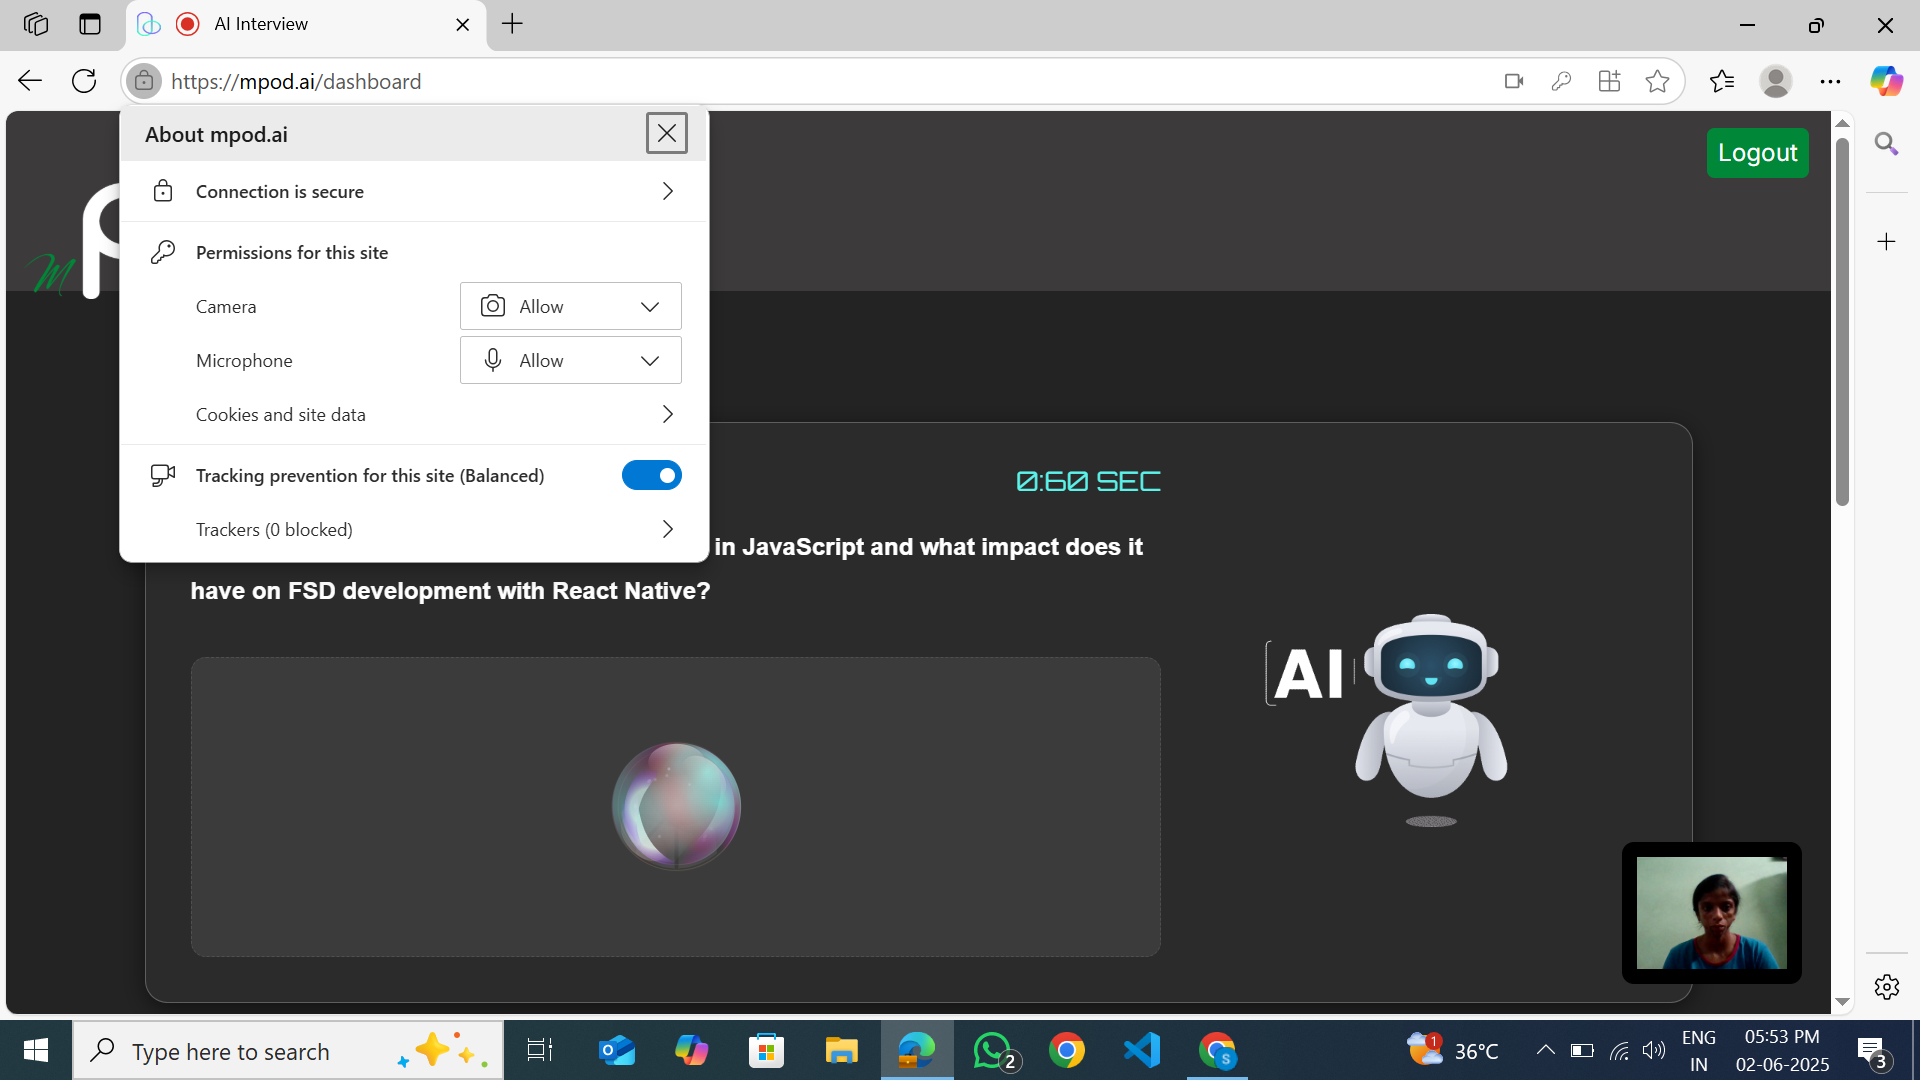 AI Interview
https://mpod.ai/dashboard
About mpod.ai
Connection is secure
Permissions for this site
Camera
Allow
Microphone
Allow
Cookies and site data
Tracking prevention for this site (Balanced)
Trackers (0 blocked)
Logout
M
0:60 SEC
in JavaScript and what impact does it
have on FSD development with React Native?
AI
Type here to search
2
S
1
36°C
ENG
IN
05:53 PM
02-06-2025
3